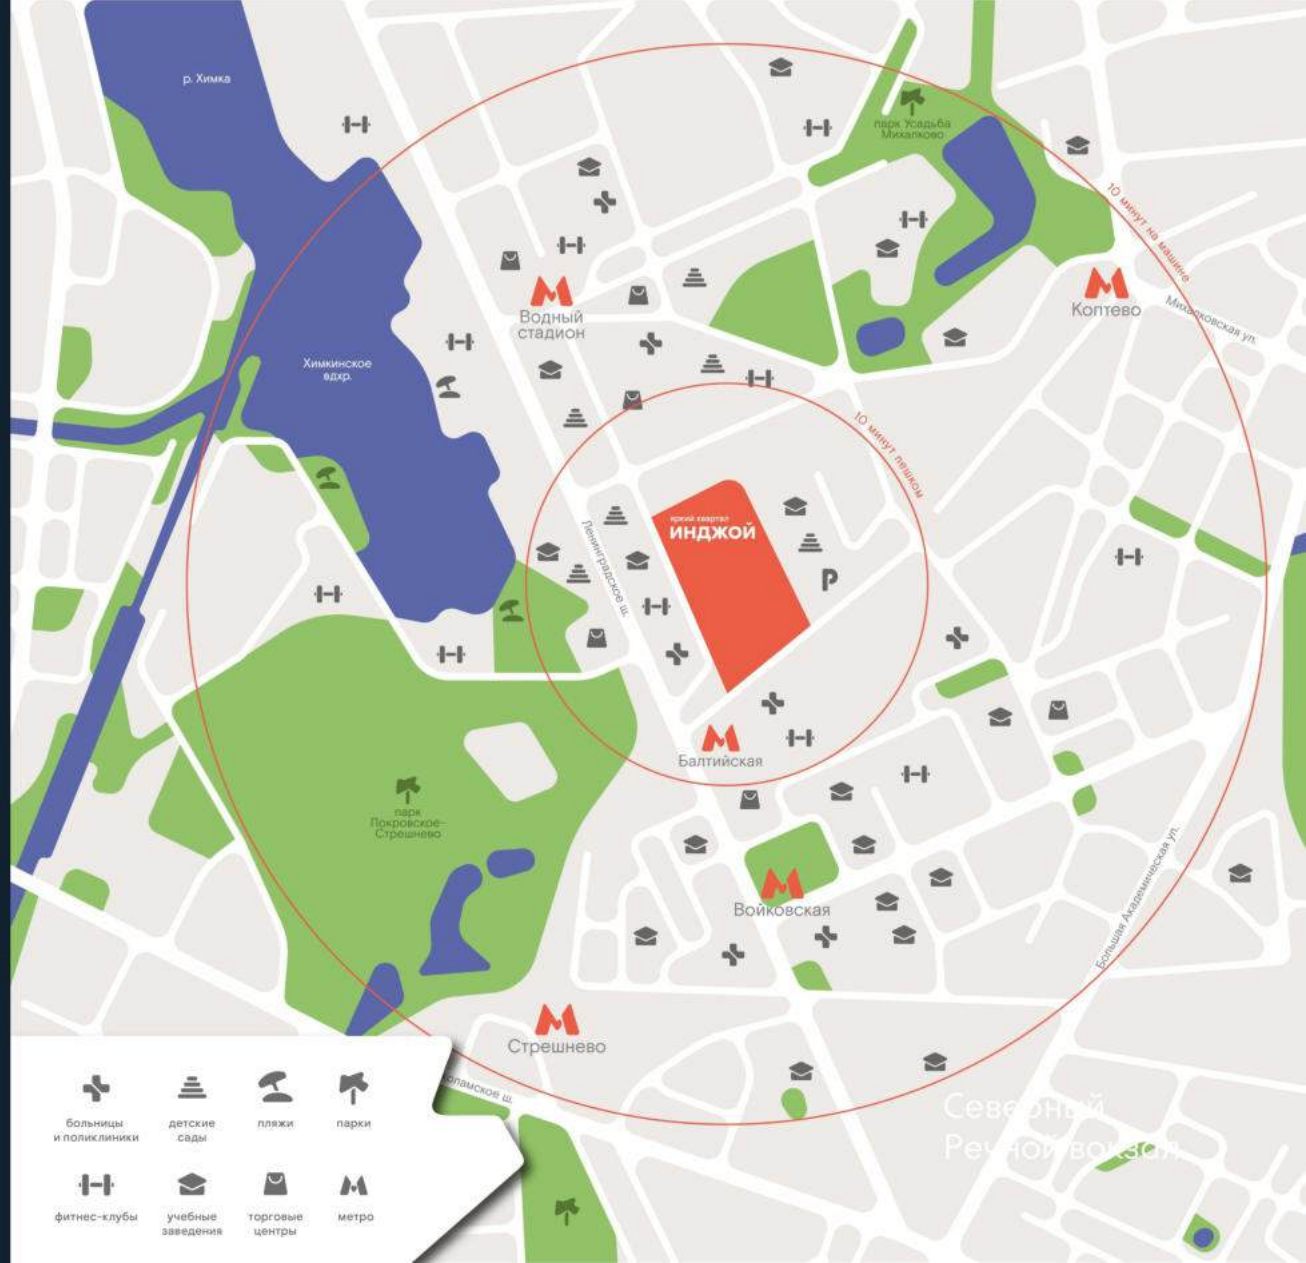 р. Химка
парк Усадьба
Михалково
10 минут на машине
Водный
стадион
Коптево
Михалковская ул.
Химкинское
вдхр.
10 минут пешком
яркий квартал
ИНДЖОЙ
Ленинградское ш.
P
Балтийская
парк
Покровское-
Стрешнево
Войковская
Большая Академическая ул.
Стрешнево
оламское ш.
Северный
Речной вокзал
больницы
и поликлиники
детские
сады
пляжи
парки
фитнес-клубы
учебные
заведения
торговые
центры
метро